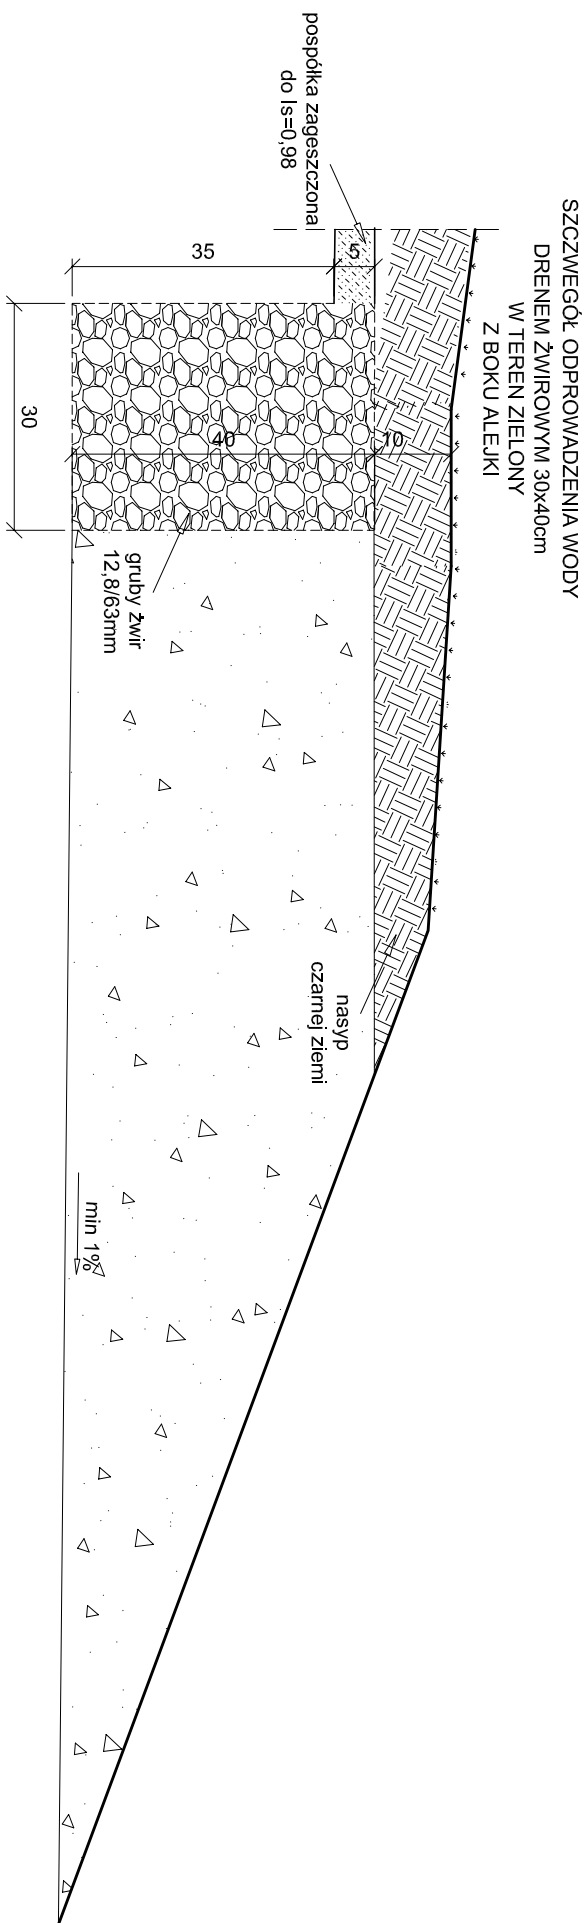 SZCZWEGÓŁ ODPROWADZENIA WODY
DRENEM ŻWIROWYM 30x40cm
W TEREN ZIELONY
Z BOKU ALEJKI
pospółka zageszczona
do Is=0,98
35
5
30
40
10
gruby żwir
12,8/63mm
nasyp
czarnej ziemi
min 1%